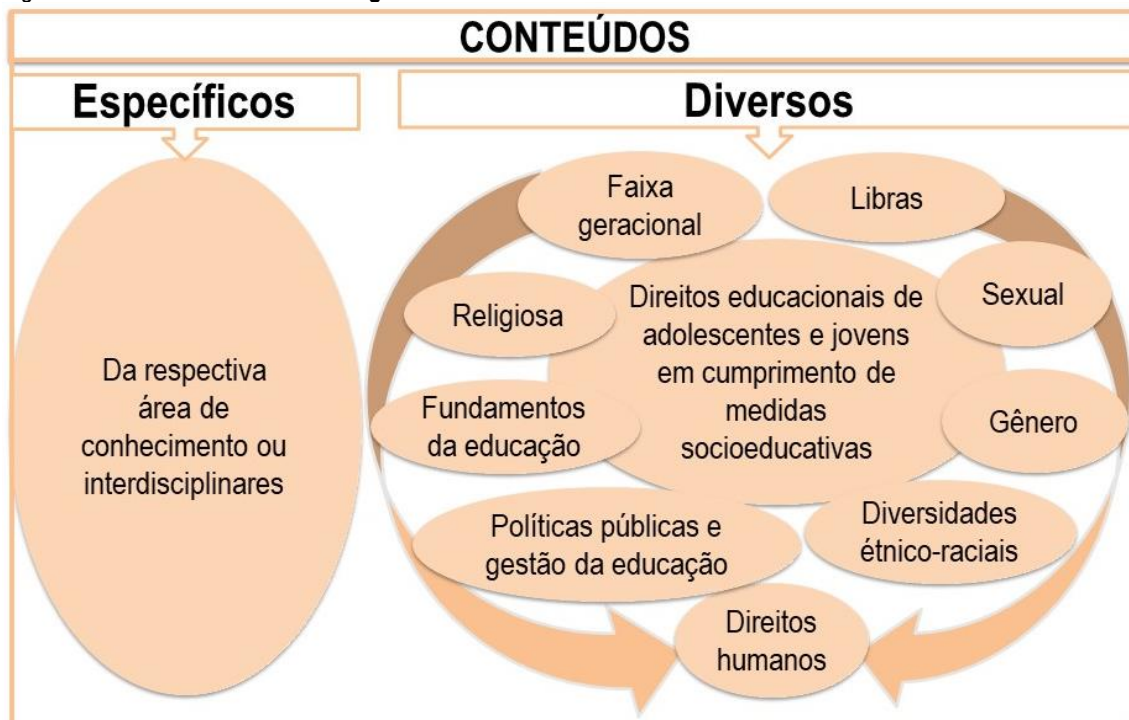 CONTEÚDOS
Específicos
Diversos
Da respectiva
área de
conhecimento ou
interdisciplinares
Faixa
geracional
Libras
Religiosa
Direitos educacionais de
adolescentes e jovens
em cumprimento de
medidas
socioeducativas
Sexual
Fundamentos
da educação
Gênero
Políticas públicas e
gestão da educação
Diversidades
étnico-raciais
Direitos
humanos